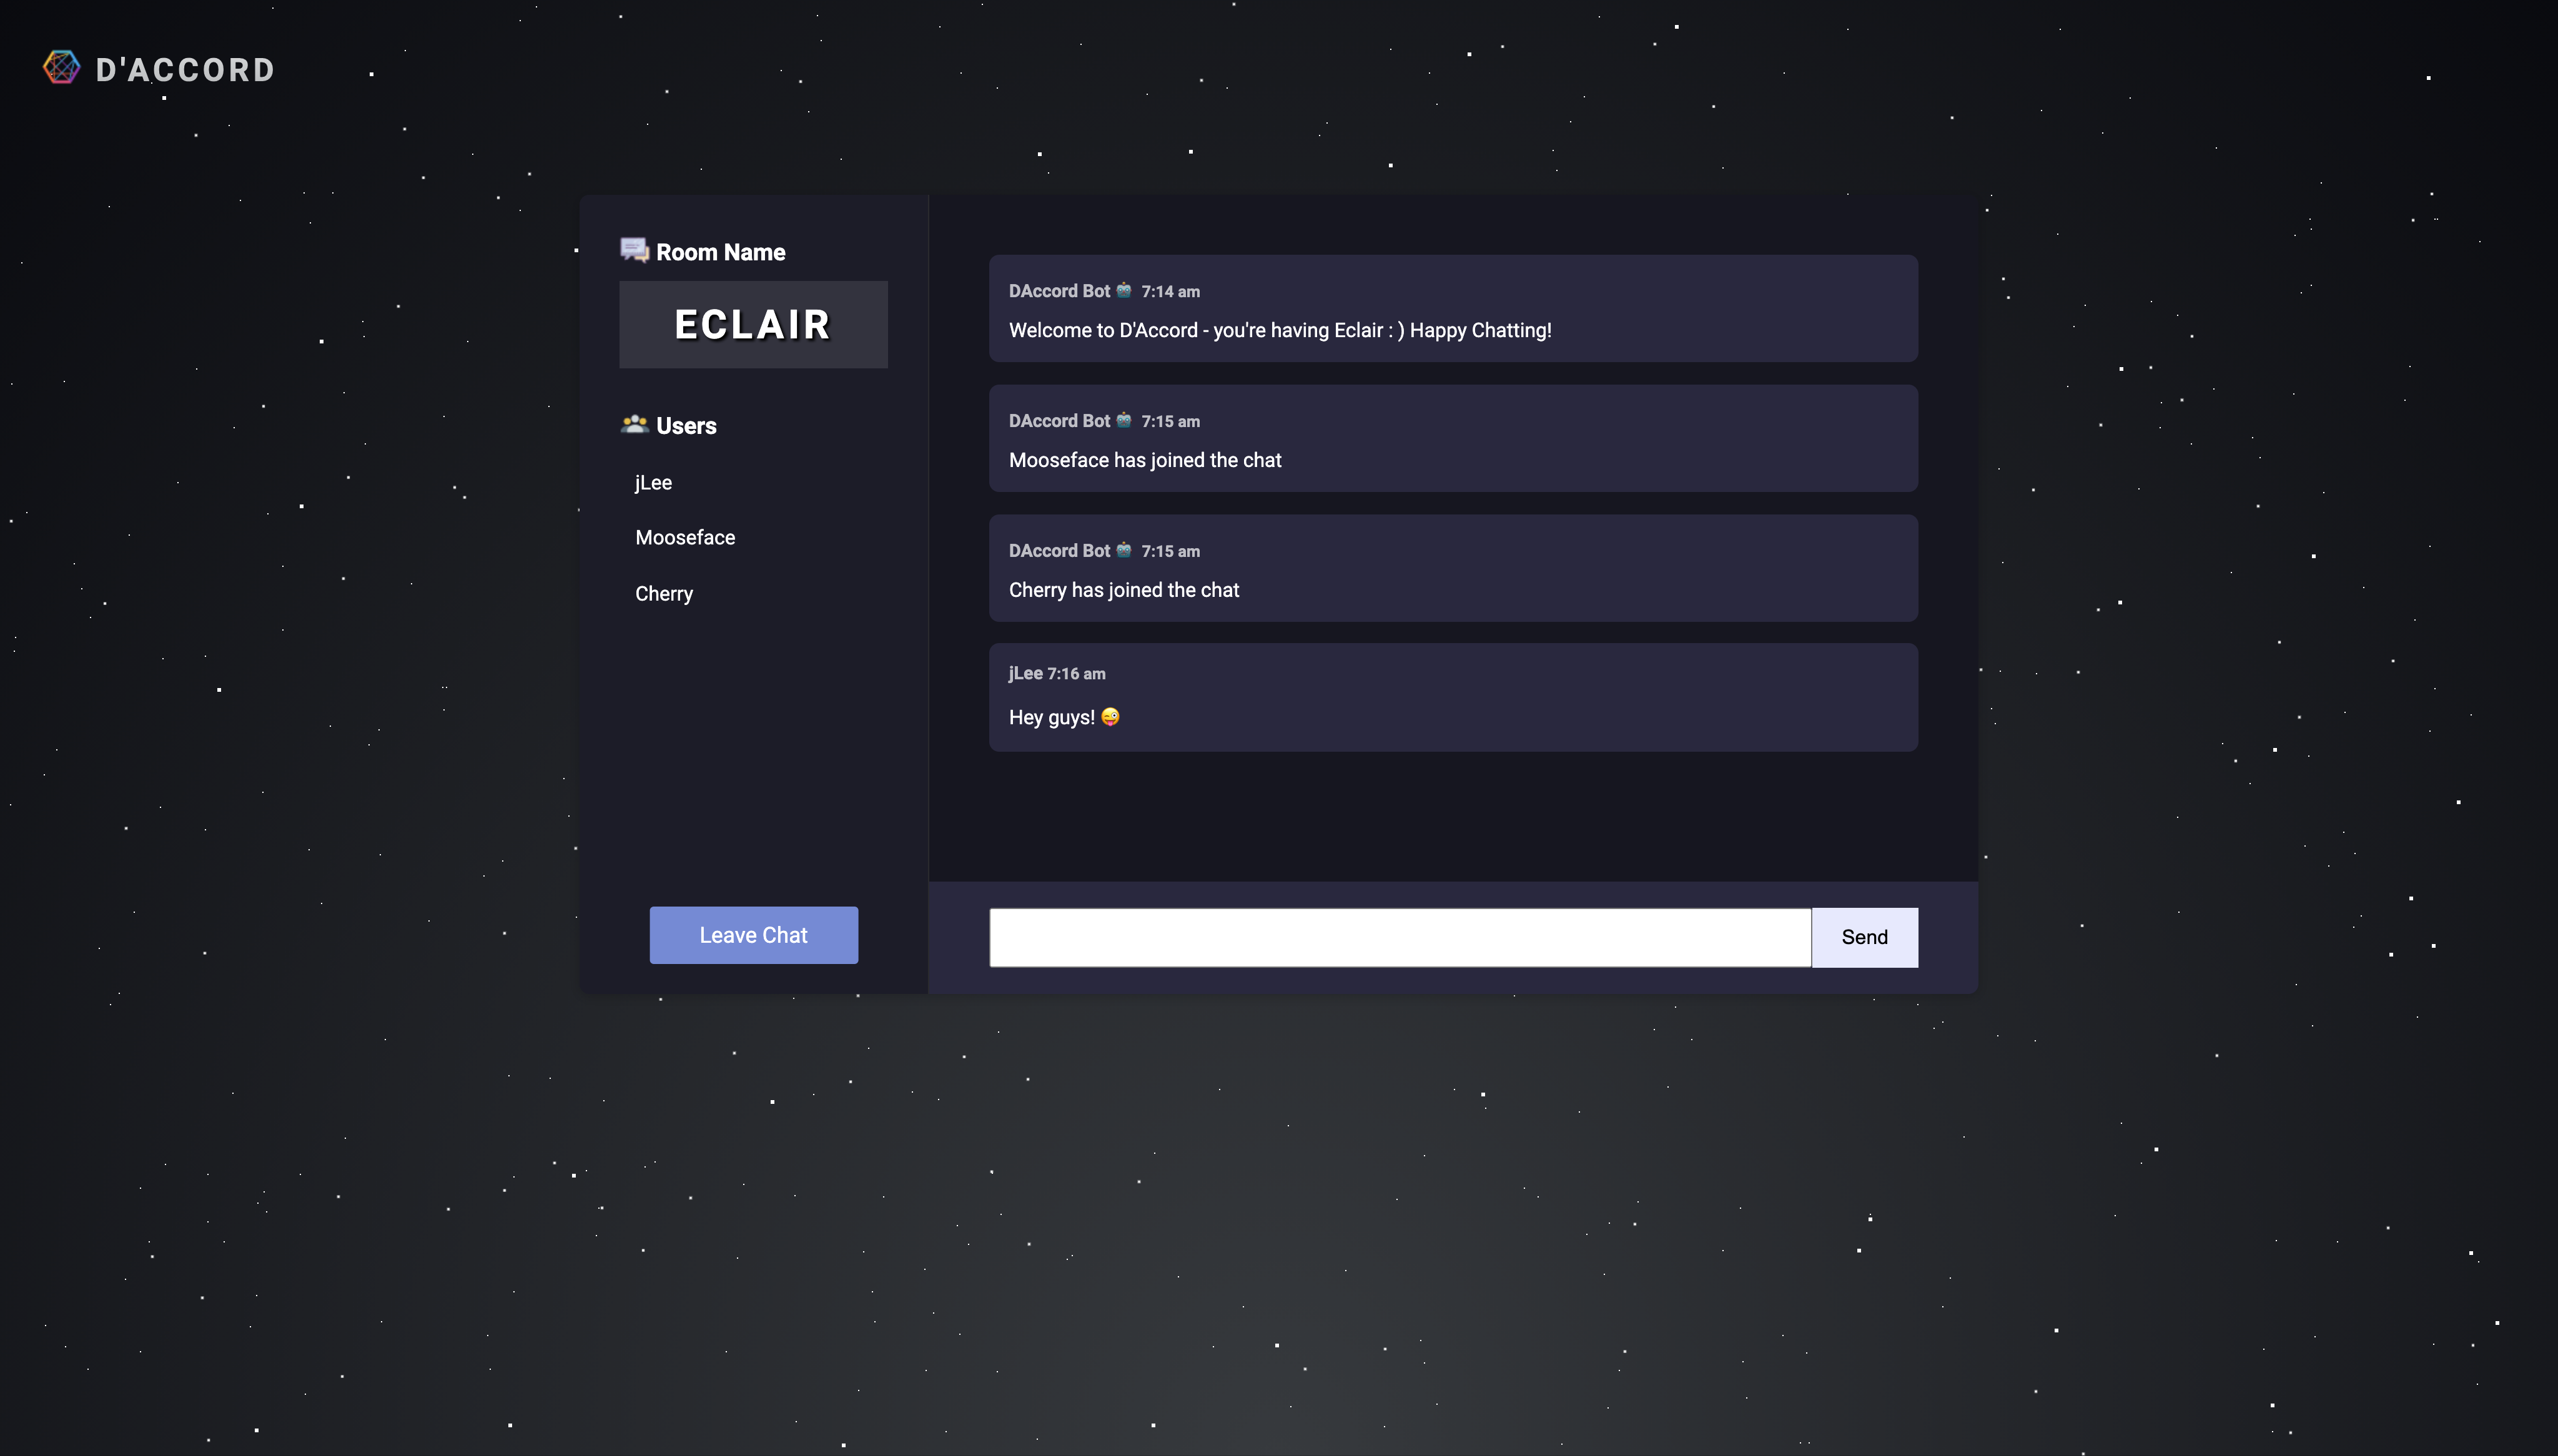 D'ACCORD
💬 Room Name
ECLAIR
👥 Users
jLee
Mooseface
Cherry
Leave Chat
DAccord Bot 🤖 7:14 am
Welcome to D'Accord - you're having Eclair : ) Happy Chatting!
DAccord Bot 🤖 7:15 am
Mooseface has joined the chat
DAccord Bot 🤖 7:15 am
Cherry has joined the chat
jLee 7:16 am
Hey guys! 😜
Send